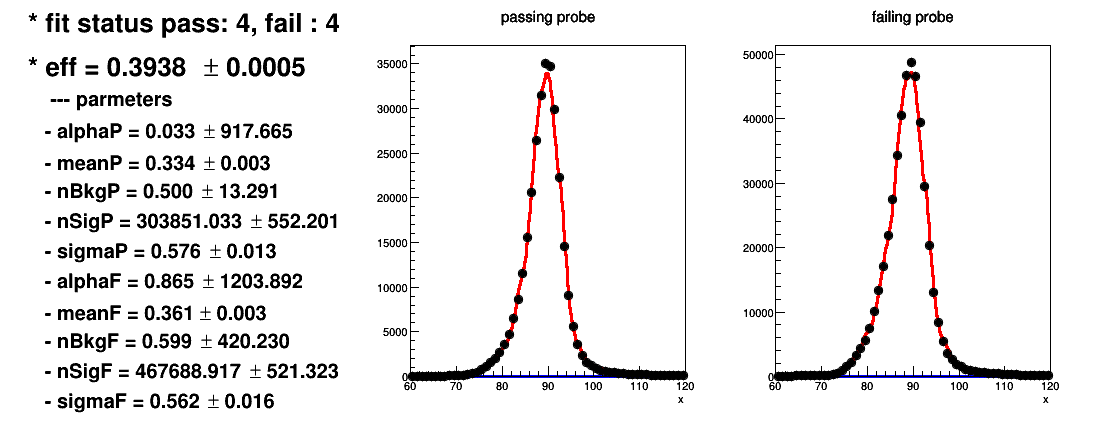 * fit status pass: 4, fail : 4
* eff = 0.3938 ± 0.0005
--- parmeters
- alphaP = 0.033 ± 917.665
- meanP = 0.334 ± 0.003
- nBkgP = 0.500 ± 13.291
- nSigP = 303851.033 ± 552.201
- sigmaP = 0.576 ± 0.013
- alphaF = 0.865 ± 1203.892
- meanF = 0.361 ± 0.003
- nBkgF = 0.599 ± 420.230
- nSigF = 467688.917 ± 521.323
- sigmaF = 0.562 ± 0.016
passing probe
35000
30000
25000
20000
15000
10000
5000
0
60 70 80 90 100 110 120
x
failing probe
50000
40000
30000
20000
10000
0
60 70 80 90 100 110 120
x